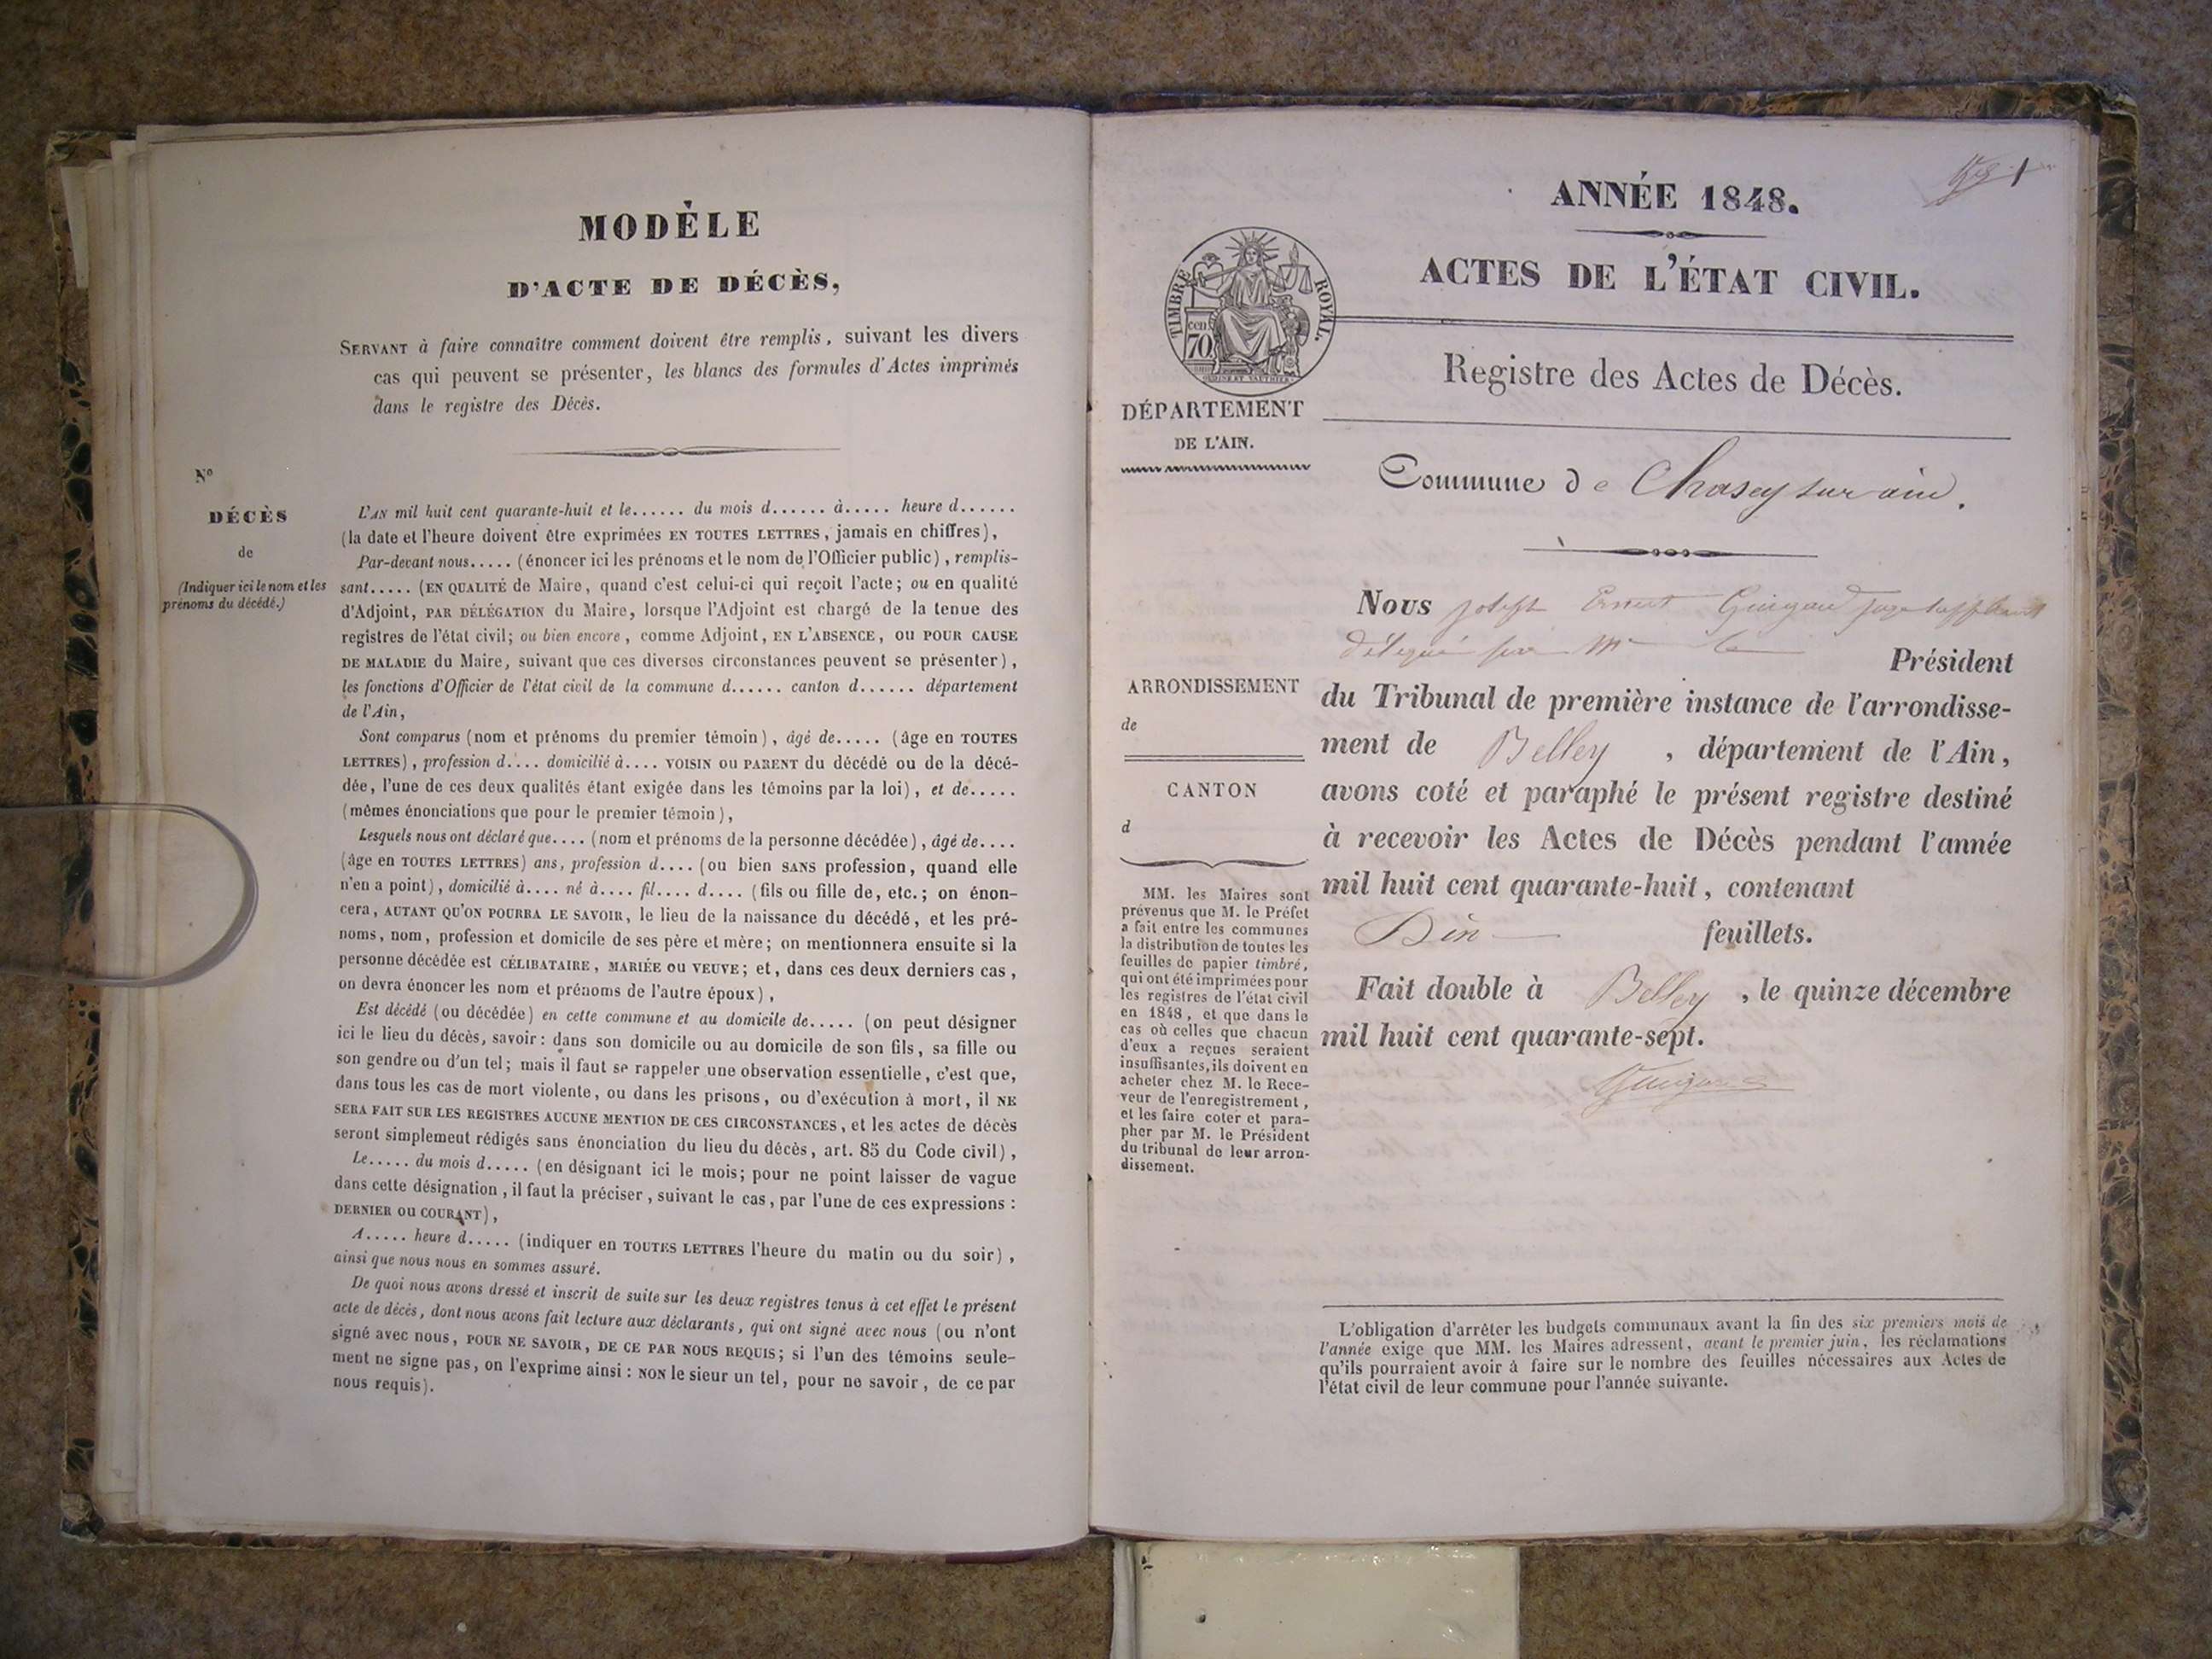 MODÈLE
D'ACTE DE DÉCÈS,
SERVANT à faire connaître comment doivent être remplis, suivant les divers
cas qui peuvent se présenter, les blancs des formules d'Actes imprimés
dans le registre des Décès.
No
DÉCÈS
de
(Indiquer ici le nom et les
prénoms du décédé.)
L'AN mil huit cent quarante-huit et le...... du mois d...... à..... heure d......
(la date et l'heure doivent être exprimées EN TOUTES LETTRES, jamais en chiffres),
Par-devant nous..... (énoncer ici les prénoms et le nom de l'Officier public), remplis-
sant..... (EN QUALITÉ de Maire, quand c'est celui-ci qui reçoit l'acte; ou en qualité
d'Adjoint, PAR DÉLÉGATION du Maire, lorsque l'Adjoint est chargé de la tenue des
registres de l'état civil; ou bien encore, comme Adjoint, EN L'ABSENCE, OU POUR CAUSE
DE MALADIE du Maire, suivant que ces diverses circonstances peuvent se présenter),
les fonctions d'Officier de l'état civil de la commune d...... canton d...... département
de l'Ain,
Sont comparus (nom et prénoms du premier témoin), âgé de..... (âge en TOUTES
LETTRES), profession d.... domicilié à.... VOISIN OU PARENT du décédé ou de la décé-
dée, l'une de ces deux qualités étant exigée dans les témoins par la loi), et de.....
(mêmes énonciations que pour le premier témoin),
Lesquels nous ont déclaré que.... (nom et prénoms de la personne décédée), âgé de....
(âge en TOUTES LETTRES) ans, profession d.... (ou bien SANS profession, quand elle
n'en a point), domicilié à.... né à.... fil.... d.... (fils ou fille de, etc.; on énon-
cera, AUTANT QU'ON POURRA LE SAVOIR, le lieu de la naissance du décédé, et les pré-
noms, nom, profession et domicile de ses père et mère; on mentionnera ensuite si la
personne décédée est CÉLIBATAIRE, MARIÉE OU VEUVE; et, dans ces deux derniers cas,
on devra énoncer les nom et prénoms de l'autre époux),
Est décédé (ou décédée) en cette commune et au domicile de..... (on peut désigner
ici le lieu du décès, savoir: dans son domicile ou au domicile de son fils, sa fille ou
son gendre ou d'un tel; mais il faut se rappeler une observation essentielle, c'est que,
dans tous les cas de mort violente, ou dans les prisons, ou d'exécution à mort, il NE
SERA FAIT SUR LES REGISTRES AUCUNE MENTION DE CES CIRCONSTANCES, et les actes de décès
seront simplement rédigés sans énonciation du lieu du décès, art. 85 du Code civil),
Le..... du mois d..... (en désignant ici le mois; pour ne point laisser de vague
dans cette désignation, il faut la préciser, suivant le cas, par l'une de ces expressions:
DERNIER OU COURANT),
A..... heure d..... (indiquer en TOUTES LETTRES l'heure du matin ou du soir),
ainsi que nous nous en sommes assuré.
De quoi nous avons dressé et inscrit de suite sur les deux registres tenus à cet effet le présent
acte de décès, dont nous avons fait lecture aux déclarants, qui ont signé avec nous (ou n'ont
signé avec nous, POUR NE SAVOIR, DE CE PAR NOUS REQUIS; si l'un des témoins seule-
ment ne signe pas, on l'exprime ainsi: NON le sieur un tel, pour ne savoir, de ce par
nous requis).
1
ANNÉE 1848.
ACTES DE L'ÉTAT CIVIL.
TIMBRE ROYAL.
cen
70
Registre des Actes de Décès.
DÉPARTEMENT
DE L'AIN.
Commune de Chasey sur ain.
Nous joseph Ernest Guigard juge suppléant
délégué par Mr le Président
du Tribunal de première instance de l'arrondisse-
ment de Belley, département de l'Ain,
avons coté et paraphé le présent registre destiné
à recevoir les Actes de Décès pendant l'année
mil huit cent quarante-huit, contenant
Dix feuillets.
Fait double à Belley, le quinze décembre
mil huit cent quarante-sept.
Guigard
ARRONDISSEMENT
de
CANTON
d
MM. les Maires sont
prévenus que M. le Préfet
a fait entre les communes
la distribution de toutes les
feuilles de papier timbré,
qui ont été imprimées pour
les registres de l'état civil
en 1848, et que dans le
cas où celles que chacun
d'eux a reçues seraient
insuffisantes, ils doivent en
acheter chez M. le Rece-
veur de l'enregistrement,
et les faire coter et para-
pher par M. le Président
du tribunal de leur arron-
dissement.
L'obligation d'arrêter les budgets communaux avant la fin des six premiers mois de
l'année exige que MM. les Maires adressent, avant le premier juin, les réclamations
qu'ils pourraient avoir à faire sur le nombre des feuilles nécessaires aux Actes de
l'état civil de leur commune pour l'année suivante.